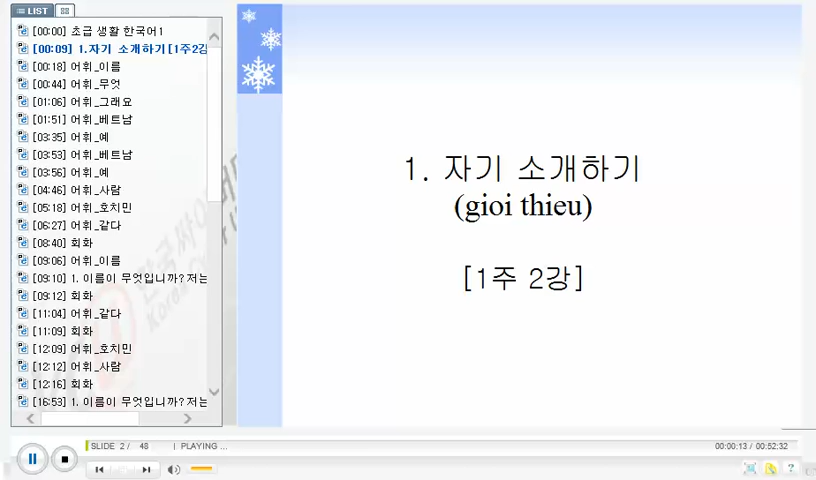 LIST
[00:00] 초급 생활 한국어1
[00:09] 1.자기 소개하기[1주2강
[00:18] 어휘_이름
[00:44] 어휘_무엇
[01:06] 어휘_그래요
[01:51] 어휘_베트남
[03:35] 어휘_예
[03:53] 어휘_베트남
[03:56] 어휘_예
[04:46] 어휘_사람
[05:18] 어휘_호치민
[06:27] 어휘_같다
[08:40] 회화
[09:06] 어휘_이름
[09:10] 1. 이름이 무엇입니까?저는
[09:12] 회화
[11:04] 어휘_같다
[11:09] 회화
[12:09] 어휘_호치민
[12:12] 어휘_사람
[12:16] 회화
[16:53] 1. 이름이 무엇입니까?저는
1. 자기 소개하기
(gioi thieu)
[1주 2강]
SLIDE 2 / 48 | PLAYING ...
00:00:13 / 00:52:32